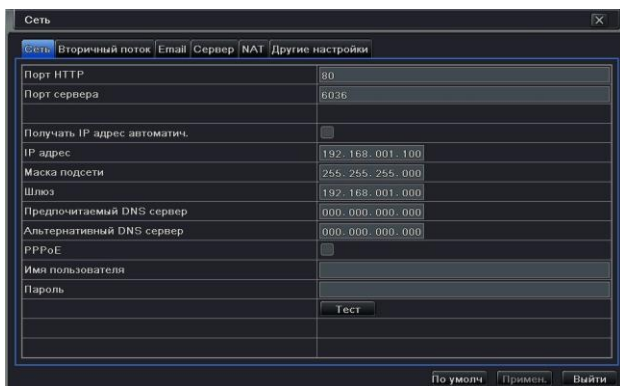 Сеть
Сеть Вторичный поток Email Сервер NAT Другие настройки
Порт HTTP 80
Порт сервера 6036
Получать IP адрес автоматич.
IP адрес 192. 168. 001. 100
Маска подсети 255. 255. 255. 000
Шлюз 192. 168. 001. 000
Предпочитаемый DNS сервер 000. 000. 000. 000
Альтернативный DNS сервер 000. 000. 000. 000
PPPoE
Имя пользователя
Пароль
Тест
По умолч Примен. Выйти